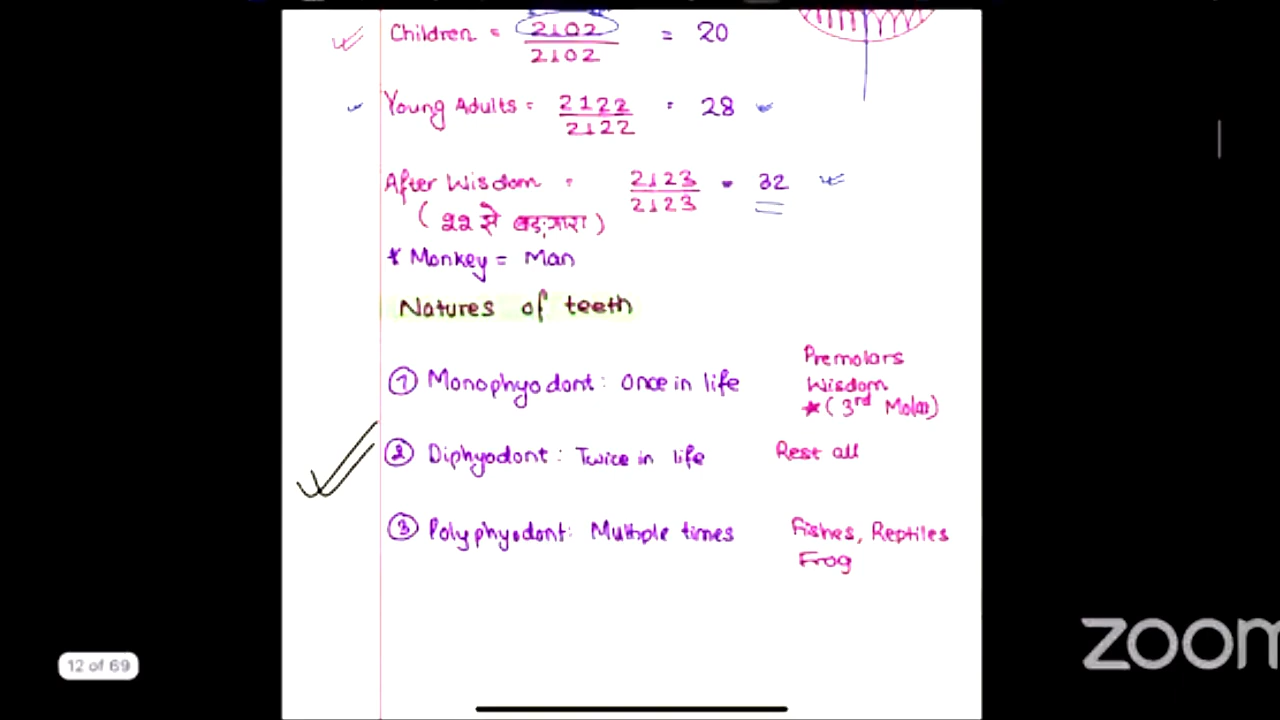 Children = 2102 = 20
2102
Young Adults = 2122 = 28
2122
After Wisdom = 2123 = 32
2123
( 22 से
* Monkey = Man
Natures of teeth
Premolars
① Monophyodont : Once in life Wisdom
★ ( 3rd Molar)
② Diphyodont : Twice in life Rest all
③ Polyphyodont: Multiple times Fishes, Reptiles
Frog
12 of 69
zoom